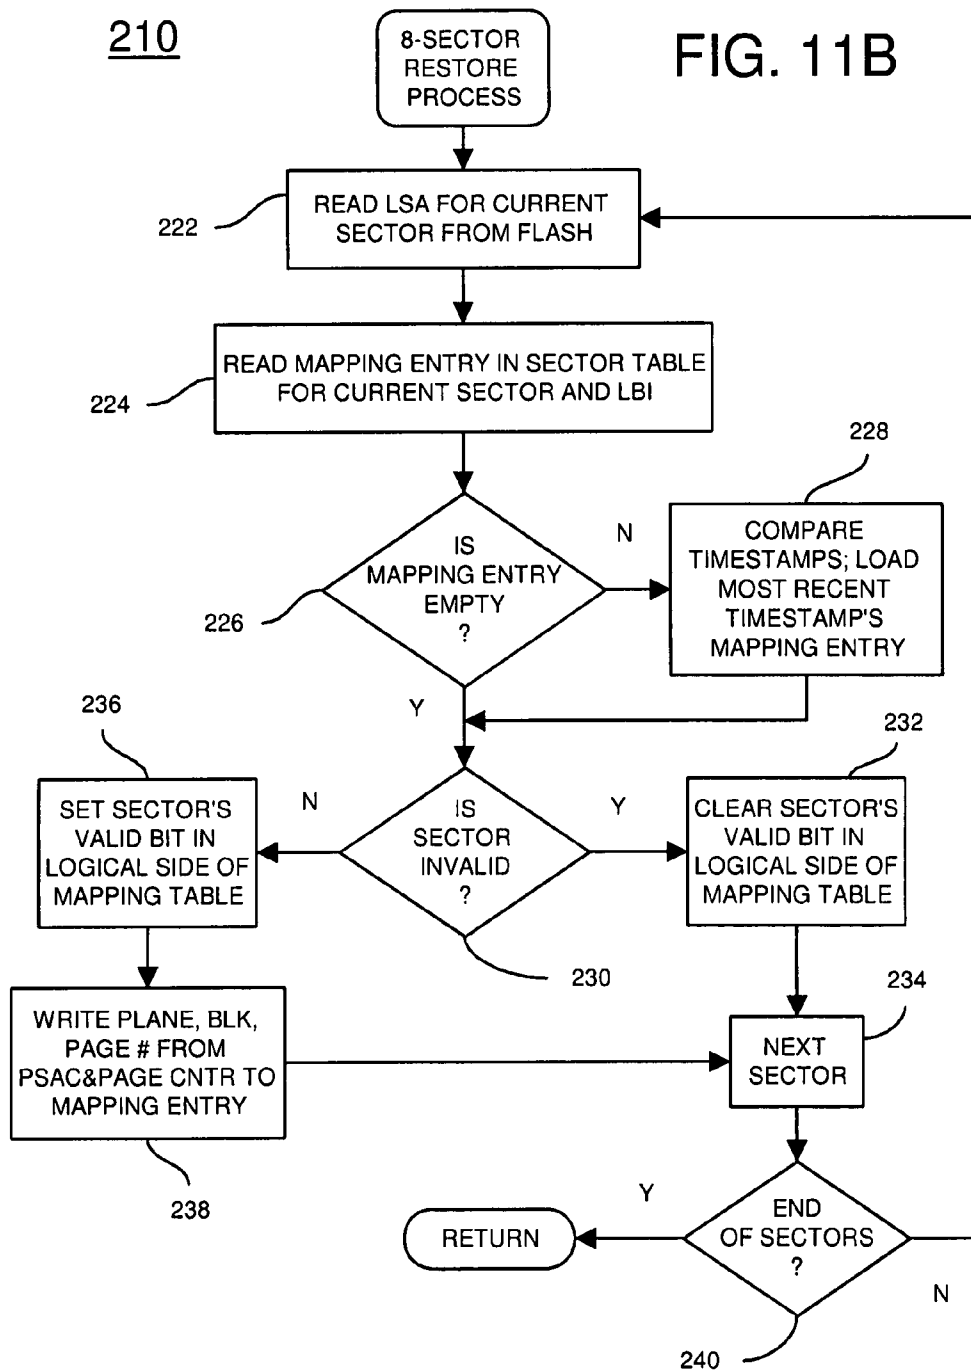 210
FIG. 11B
8-SECTOR
RESTORE
PROCESS
222
READ LSA FOR CURRENT
SECTOR FROM FLASH
224
READ MAPPING ENTRY IN SECTOR TABLE
FOR CURRENT SECTOR AND LBI
226
IS
MAPPING ENTRY
EMPTY
?
N
228
COMPARE
TIMESTAMPS; LOAD
MOST RECENT
TIMESTAMP'S
MAPPING ENTRY
Y
236
SET SECTOR'S
VALID BIT IN
LOGICAL SIDE OF
MAPPING TABLE
N
IS
SECTOR
INVALID
?
230
Y
232
CLEAR SECTOR'S
VALID BIT IN
LOGICAL SIDE OF
MAPPING TABLE
WRITE PLANE, BLK,
PAGE # FROM
PSAC&PAGE CNTR TO
MAPPING ENTRY
238
234
NEXT
SECTOR
END
OF SECTORS
?
240
Y
RETURN
N